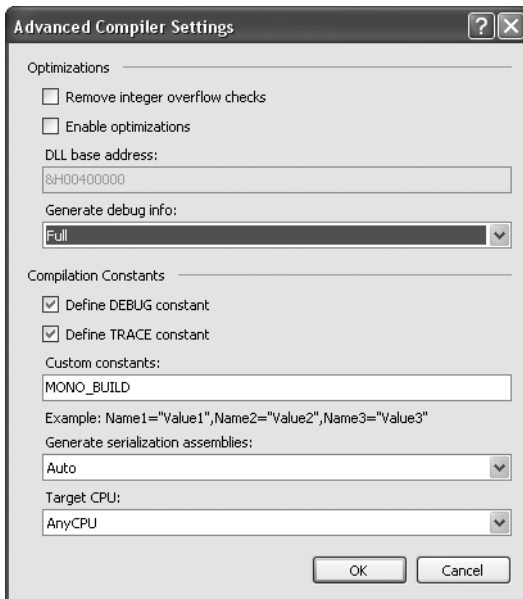 Advanced Compiler Settings
Optimizations
Remove integer overflow checks
Enable optimizations
DLL base address:
&H00400000
Generate debug info:
Full
Compilation Constants
Define DEBUG constant
Define TRACE constant
Custom constants:
MONO_BUILD
Example: Name1="Value1",Name2="Value2",Name3="Value3"
Generate serialization assemblies:
Auto
Target CPU:
AnyCPU
OK Cancel